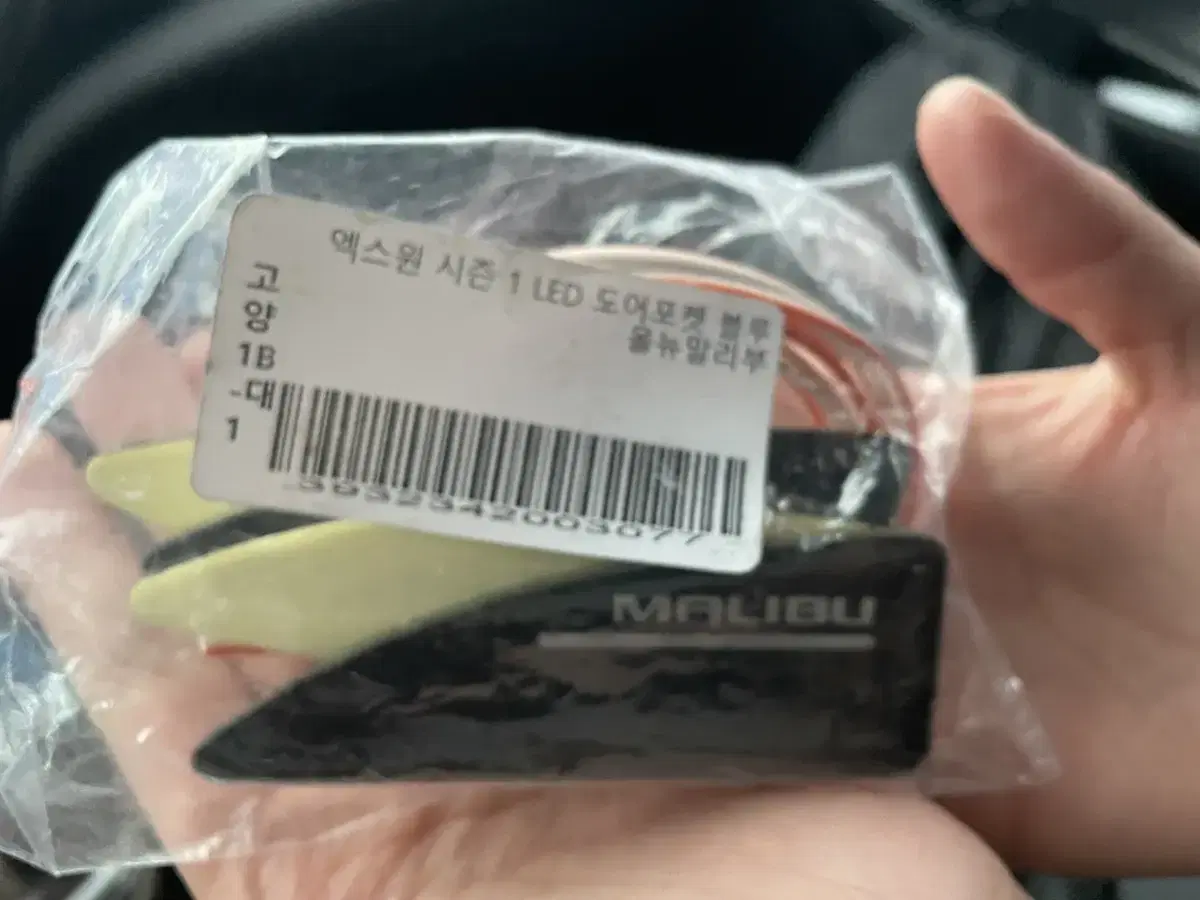 엑스원 시즌 1 LED 도어포켓 블루
올뉴말리부
고
양
1B
-대
1
3632342003077
MALIBU